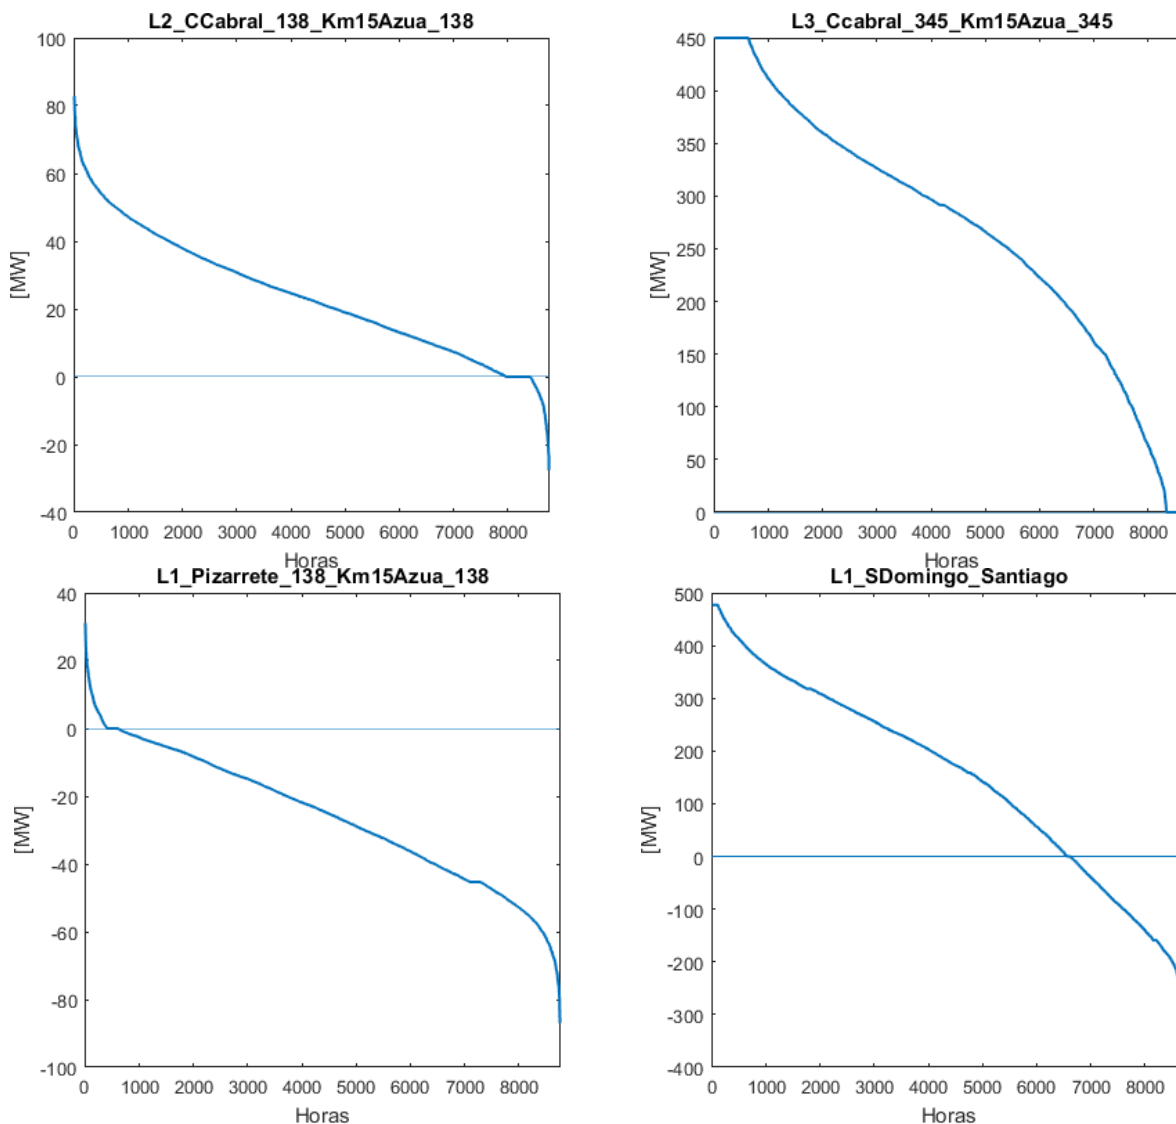 L2_CCabral_138_Km15Azua_138
100
80
60
40
20
0
-20
-40
[MW]
0 1000 2000 3000 4000 5000 6000 7000 8000
Horas
L3_Ccabral_345_Km15Azua_345
450
400
350
300
250
200
150
100
50
0
[MW]
0 1000 2000 3000 4000 5000 6000 7000 8000
Horas
L1_Pizarrete_138_Km15Azua_138
40
20
0
-20
-40
-60
-80
-100
[MW]
0 1000 2000 3000 4000 5000 6000 7000 8000
Horas
L1_SDomingo_Santiago
500
400
300
200
100
0
-100
-200
-300
-400
[MW]
0 1000 2000 3000 4000 5000 6000 7000 8000
Horas